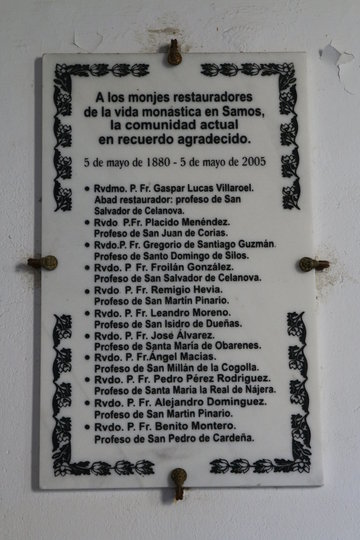 A los monjes restauradores
de la vida monástica en Samos,
la comunidad actual
en recuerdo agradecido.
5 de mayo de 1880 - 5 de mayo de 2005
• Rvdmo. P. Fr. Gaspar Lucas Villaroel.
Abad restaurador: profeso de San
Salvador de Celanova.
• Rvdo P.Fr. Placido Menéndez.
Profeso de San Juan de Corias.
• Rvdo.P Fr. Gregorio de Santiago Guzmán
Profeso de Santo Domingo de Silos.
• Rvdo. P Fr. Froilán González.
Profeso de San Salvador de Celanova.
• Rvdo. P. Fr. Remigio Hevia.
Profeso de San Martín Pinario.
• Rvdo. P. Fr. Leandro Moreno.
Profeso de San Isidro de Dueñas.
• Rvdo. P. Fr. José Álvarez.
Profeso de Santa María de Obarenes.
• Rvdo. P. Fr.Ángel Macías.
Profeso de San Millán de la Cogolla.
• Rvdo. P. Fr. Pedro Pérez Rodríguez.
Profeso de Santa Maria la Real de Nájera.
• Rvdo. P. Fr. Alejandro Dominguez.
Profeso de San Martin Pinario.
• Rvdo. P. Fr. Benito Montero.
Profeso de San Pedro de Cardeña.